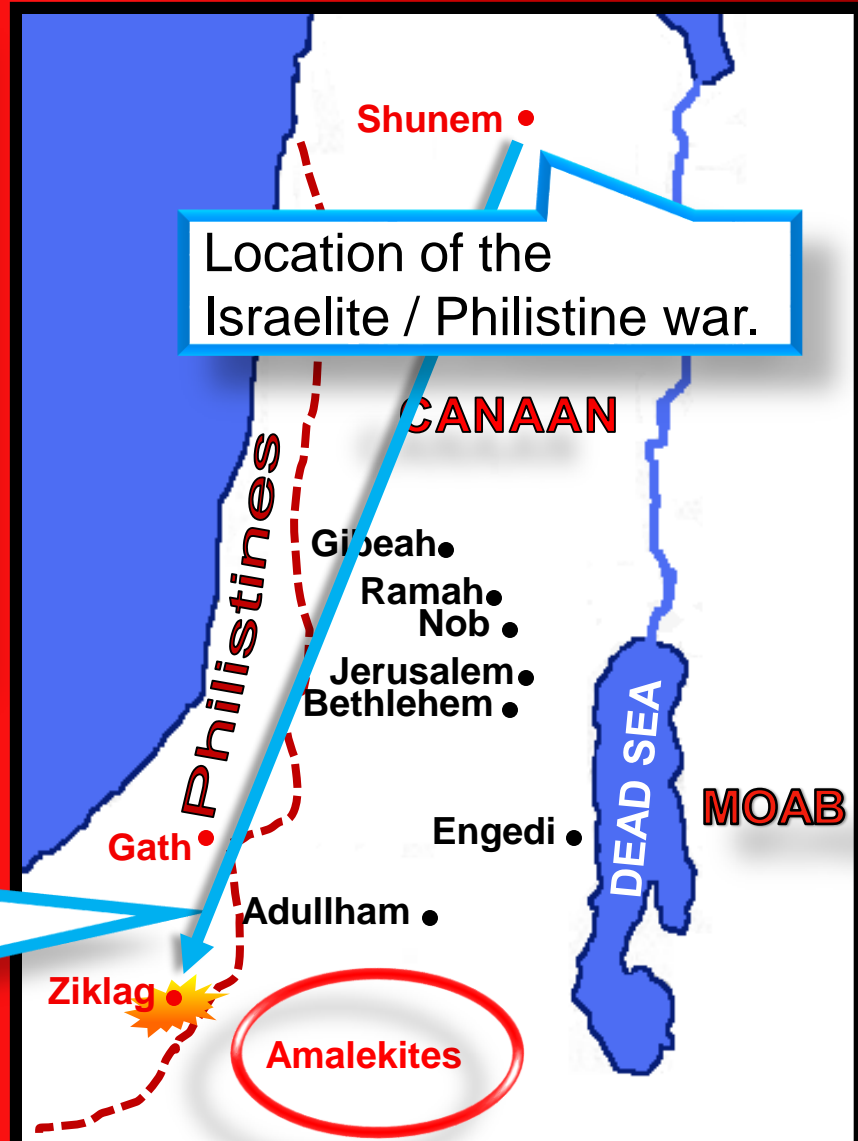 Shunem
Location of the
Israelite / Philistine war.
CANAAN
Philistines
Gibeah
Ramah
Nob
Jerusalem
Bethlehem
DEAD SEA
MOAB
Gath
Engedi
Adullham
Ziklag
Amalekites